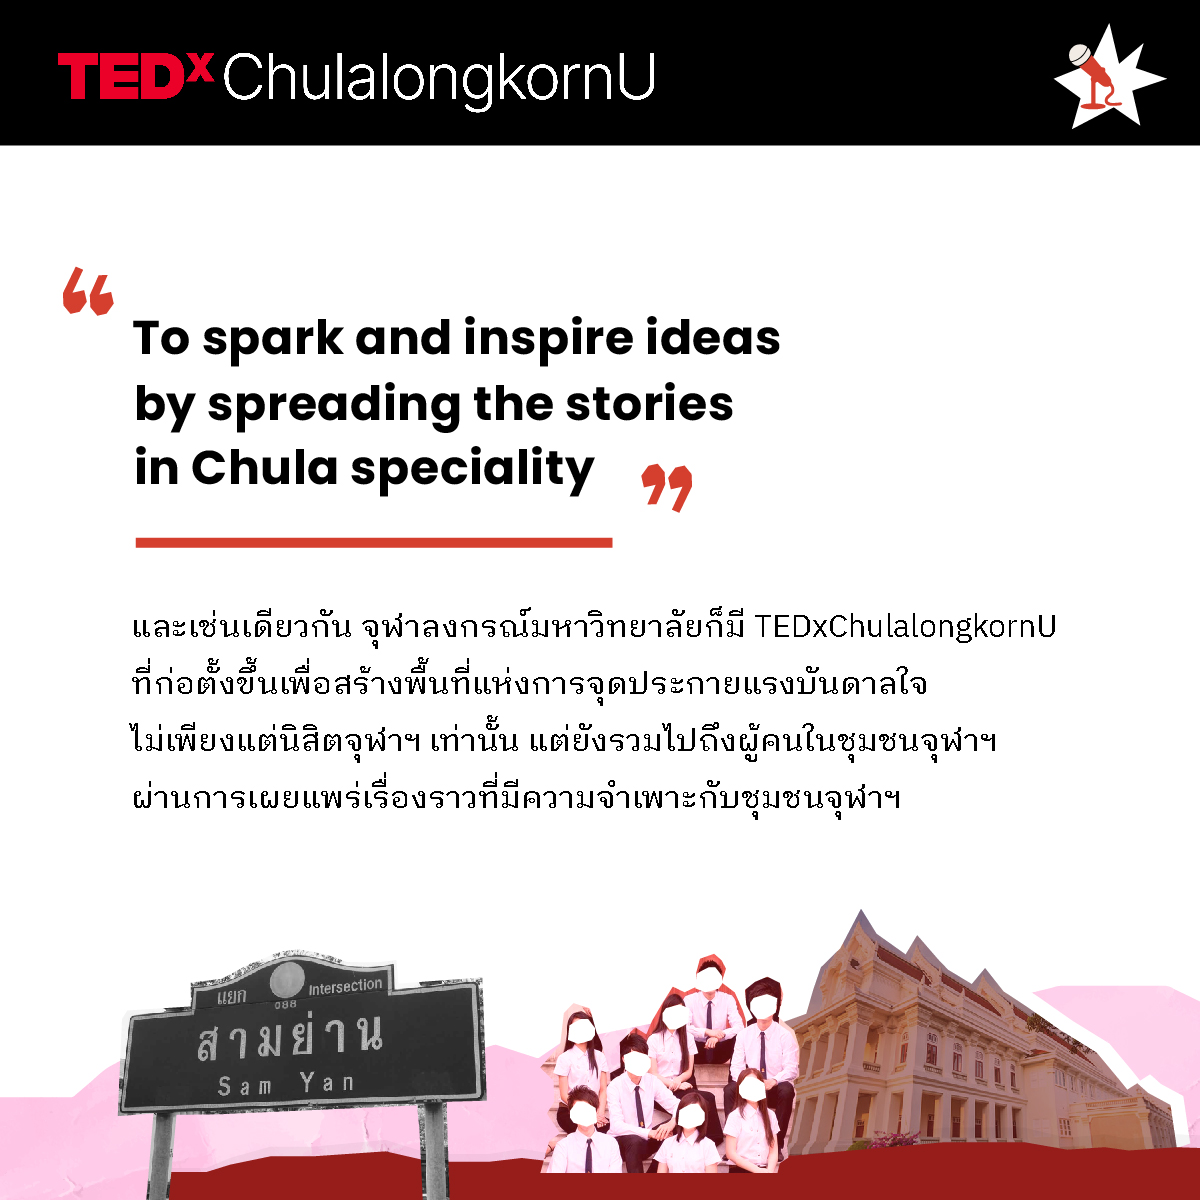 TEDx ChulalongkornU
“To spark and inspire ideas
by spreading the stories
in Chula speciality”
และเช่นเดียวกัน จุฬาลงกรณ์มหาวิทยาลัยก็มี TEDxChulalongkornU
ที่ก่อตั้งขึ้นเพื่อสร้างพื้นที่แห่งการจุดประกายแรงบันดาลใจ
ไม่เพียงแต่นิสิตจุฬาฯ เท่านั้น แต่ยังรวมไปถึงผู้คนในชุมชนจุฬาฯ
ผ่านการเผยแพร่เรื่องราวที่มีความจำเพาะกับชุมชนจุฬาฯ
แยก Intersection
088
สามย่าน
Sam Yan